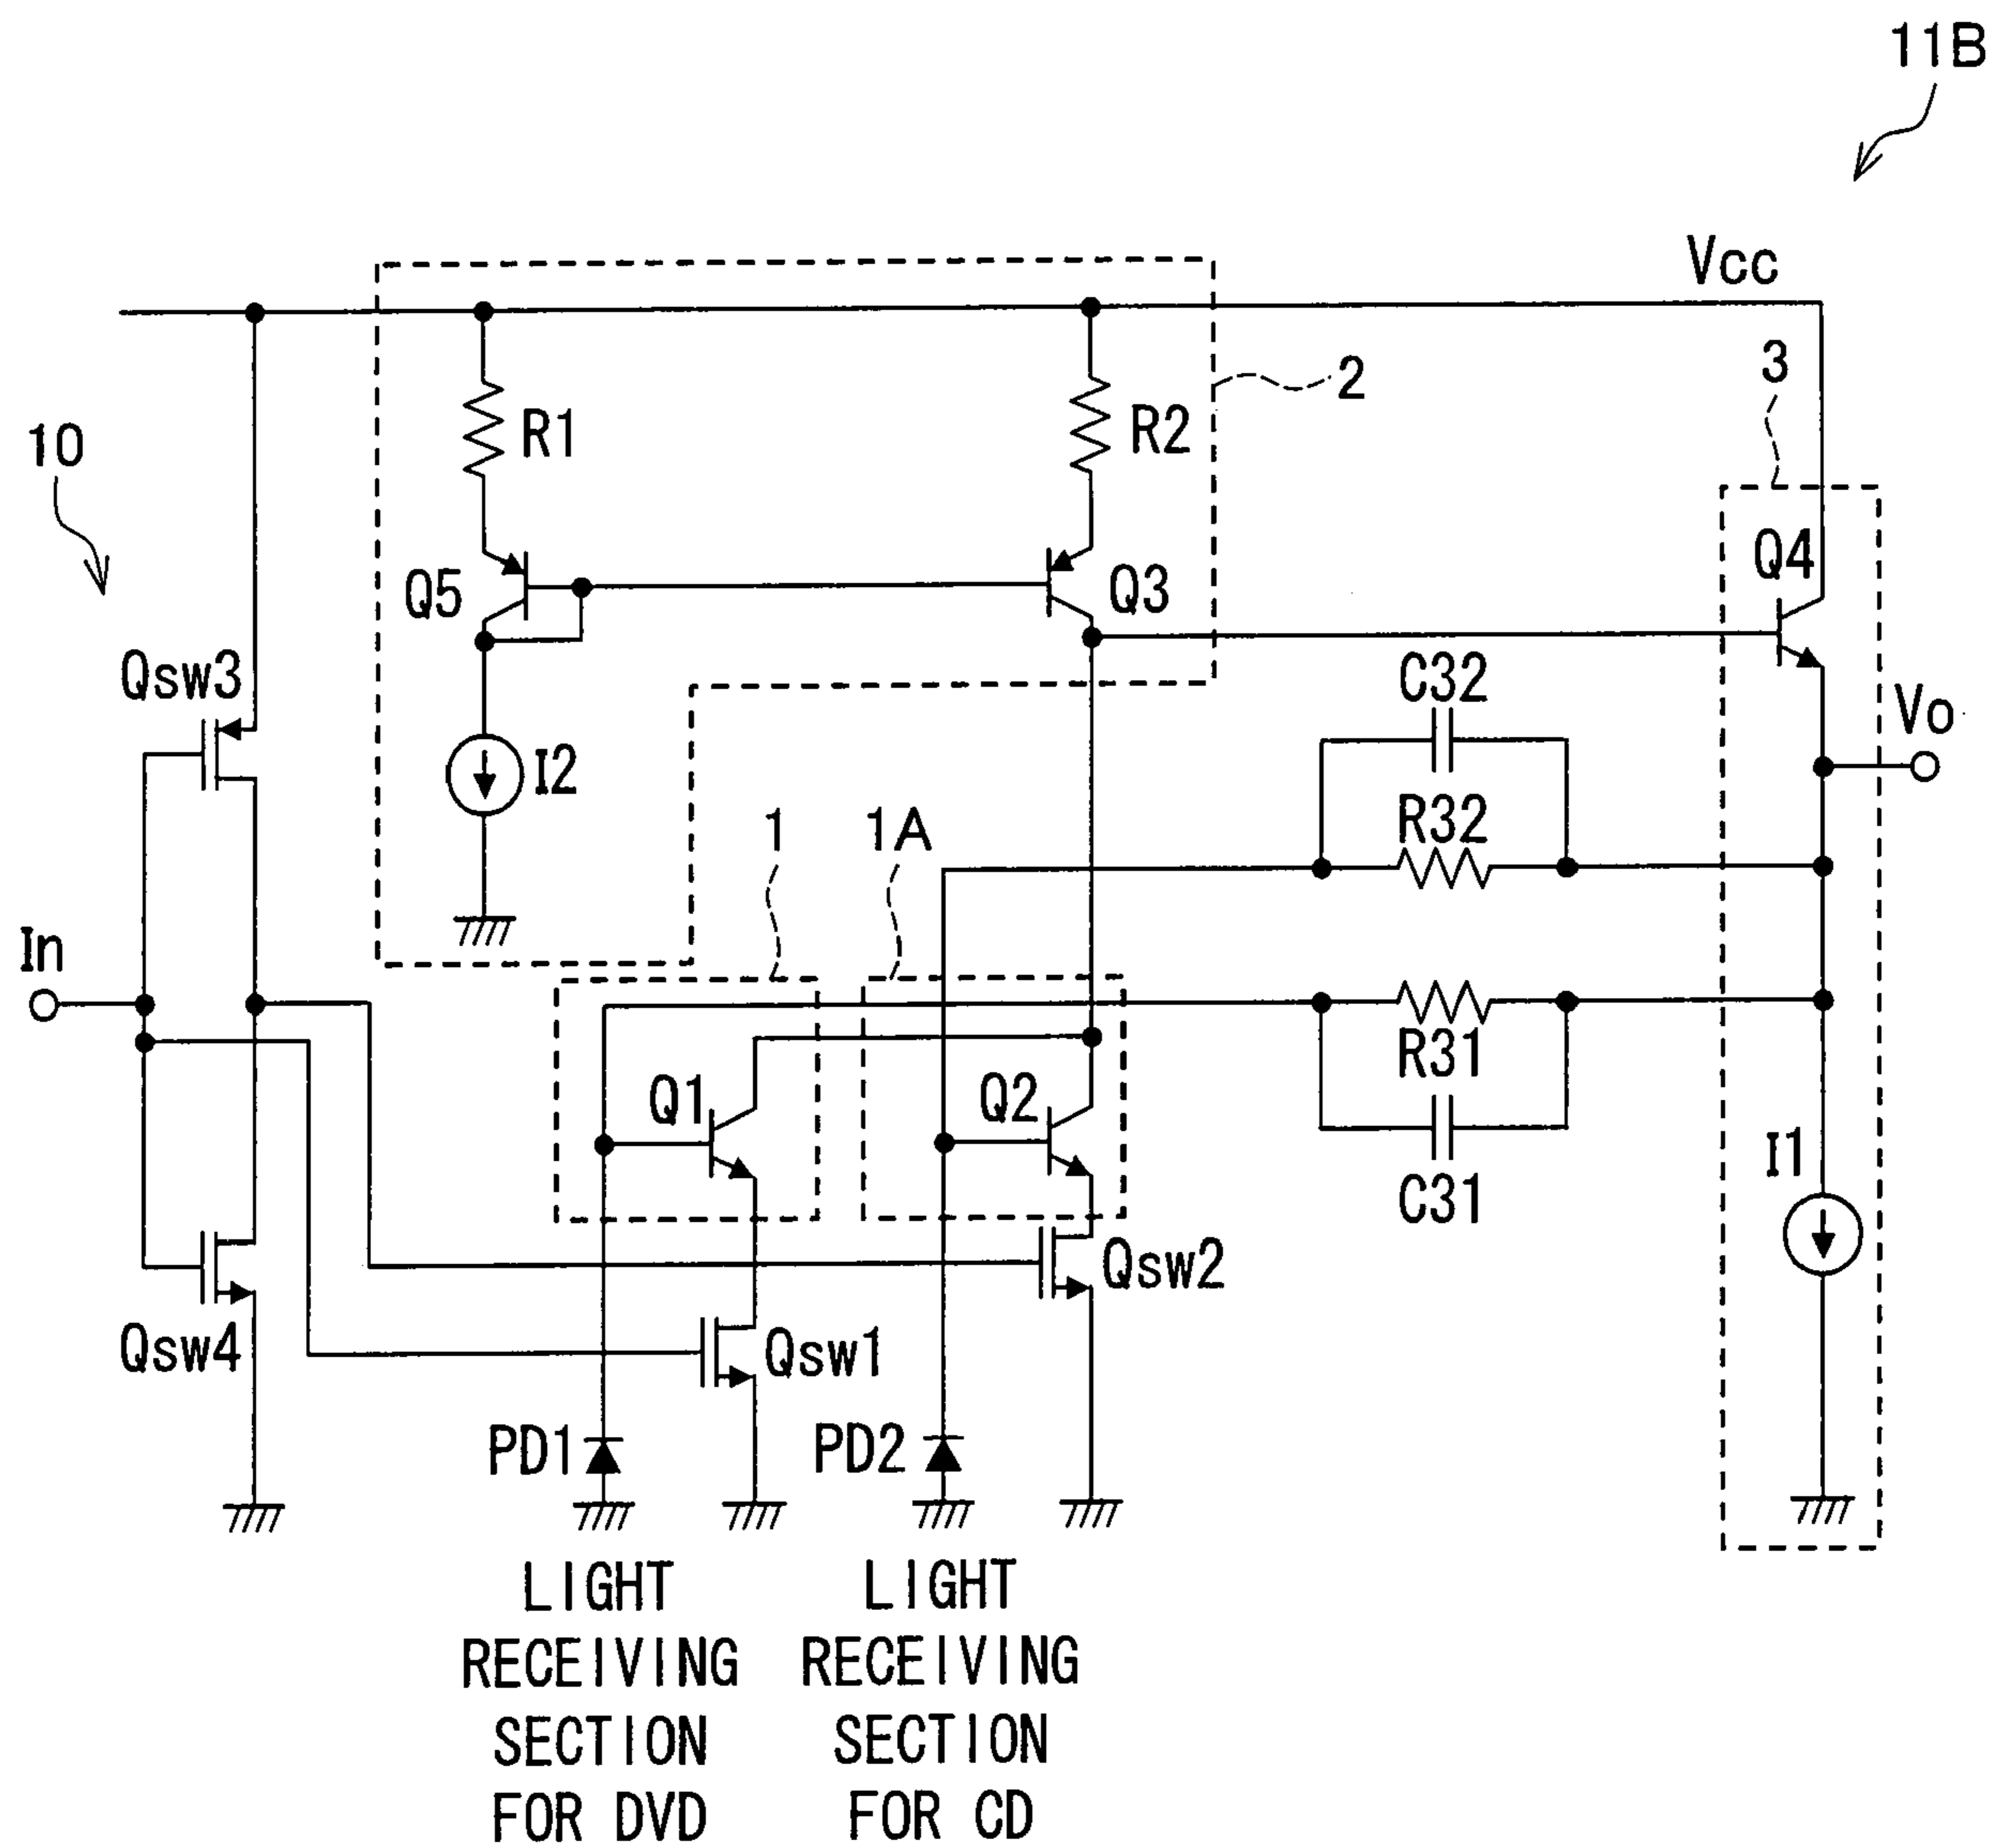 11B
Vcc
3
2
R1
R2
10
Q4
Q5
Q3
Qsw3
C32
Vo
I2
1
1A
R32
In
R31
Q1
Q2
I1
C31
Qsw2
Qsw4
Qsw1
PD1
PD2
LIGHT
RECEIVING
SECTION
FOR DVD
LIGHT
RECEIVING
SECTION
FOR CD